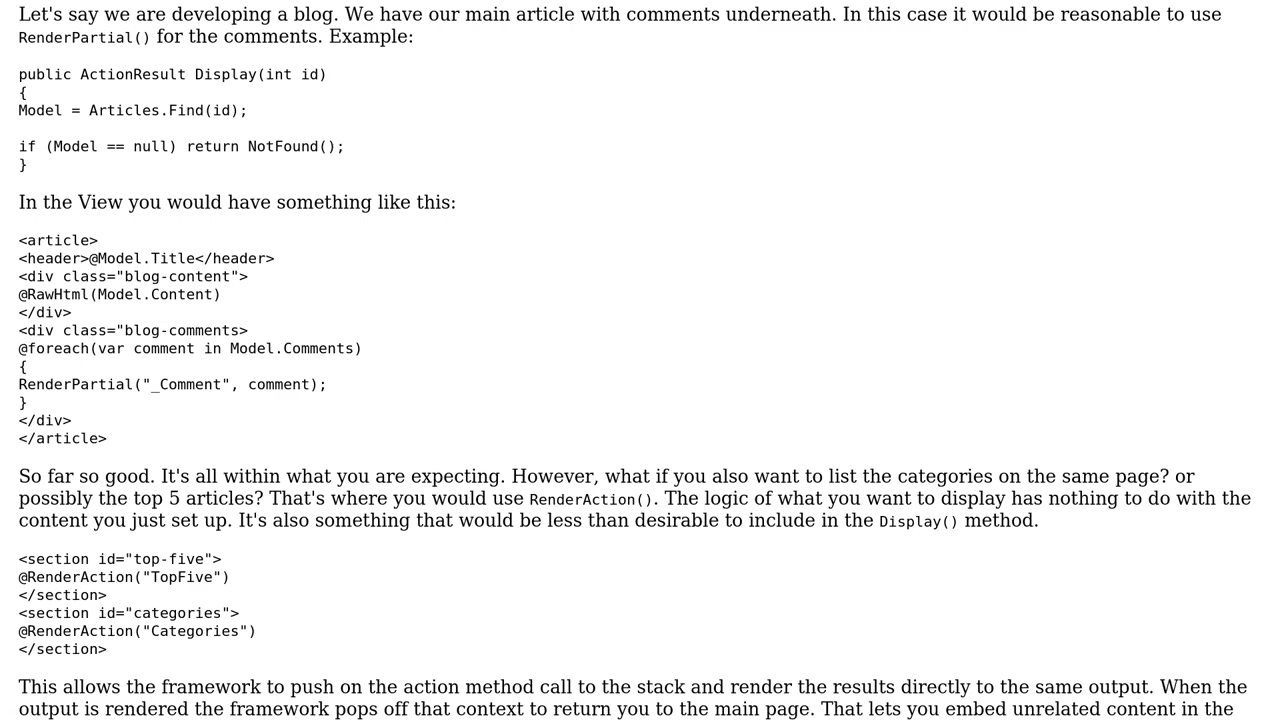 Let's say we are developing a blog. We have our main article with comments underneath. In this case it would be reasonable to use
RenderPartial() for the comments. Example:
public ActionResult Display(int id)
{
Model = Articles.Find(id);
if (Model == null) return NotFound();
}
In the View you would have something like this:
<article>
<header>@Model.Title</header>
<div class="blog-content">
@RawHtml(Model.Content)
</div>
<div class="blog-comments>
@foreach(var comment in Model.Comments)
{
RenderPartial("_Comment", comment);
}
</div>
</article>
So far so good. It's all within what you are expecting. However, what if you also want to list the categories on the same page? or
possibly the top 5 articles? That's where you would use RenderAction(). The logic of what you want to display has nothing to do with the
content you just set up. It's also something that would be less than desirable to include in the Display() method.
<section id="top-five">
@RenderAction("TopFive")
</section>
<section id="categories">
@RenderAction("Categories")
</section>
This allows the framework to push on the action method call to the stack and render the results directly to the same output. When the
output is rendered the framework pops off that context to return you to the main page. That lets you embed unrelated content in the